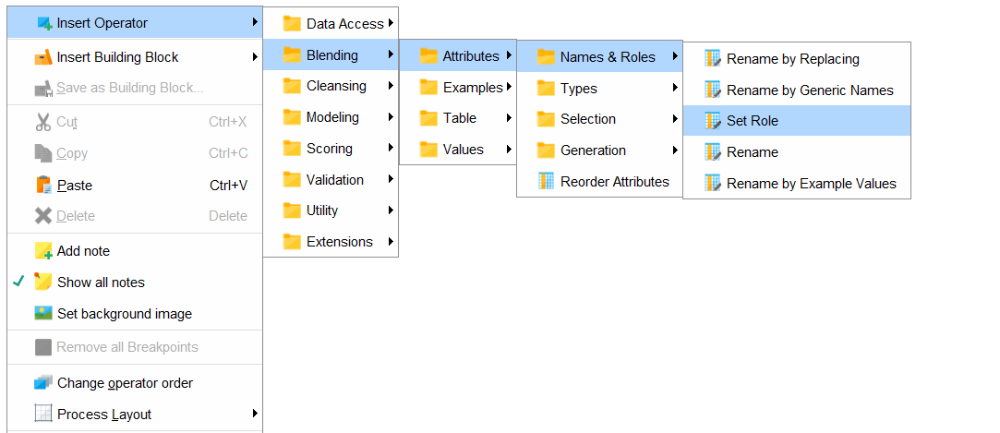 Insert Operator
Insert Building Block
Save as Building Block...
Cut Ctrl+X
Copy Ctrl+C
Paste Ctrl+V
Delete Delete
Add note
Show all notes
Set background image
Remove all Breakpoints
Change operator order
Process Layout
Data Access
Blending
Cleansing
Modeling
Scoring
Validation
Utility
Extensions
Attributes
Examples
Table
Values
Names & Roles
Types
Selection
Generation
Reorder Attributes
Rename by Replacing
Rename by Generic Names
Set Role
Rename
Rename by Example Values